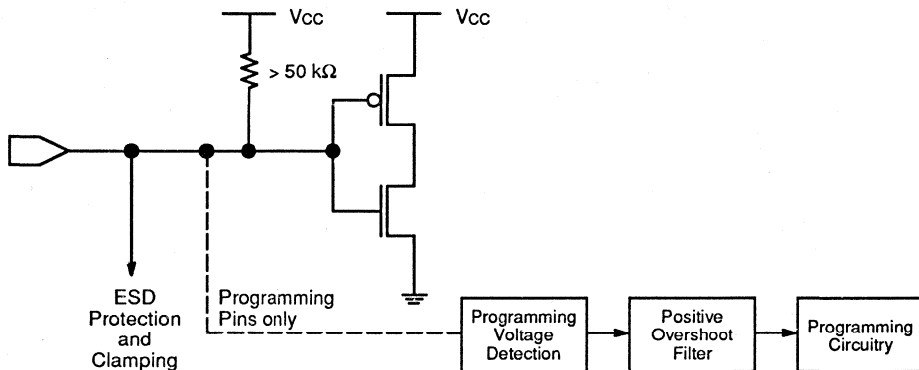 Vcc
Vcc
> 50 kΩ
ESD
Protection
and
Clamping
Programming
Pins only
Programming
Voltage
Detection
Positive
Overshoot
Filter
Programming
Circuitry